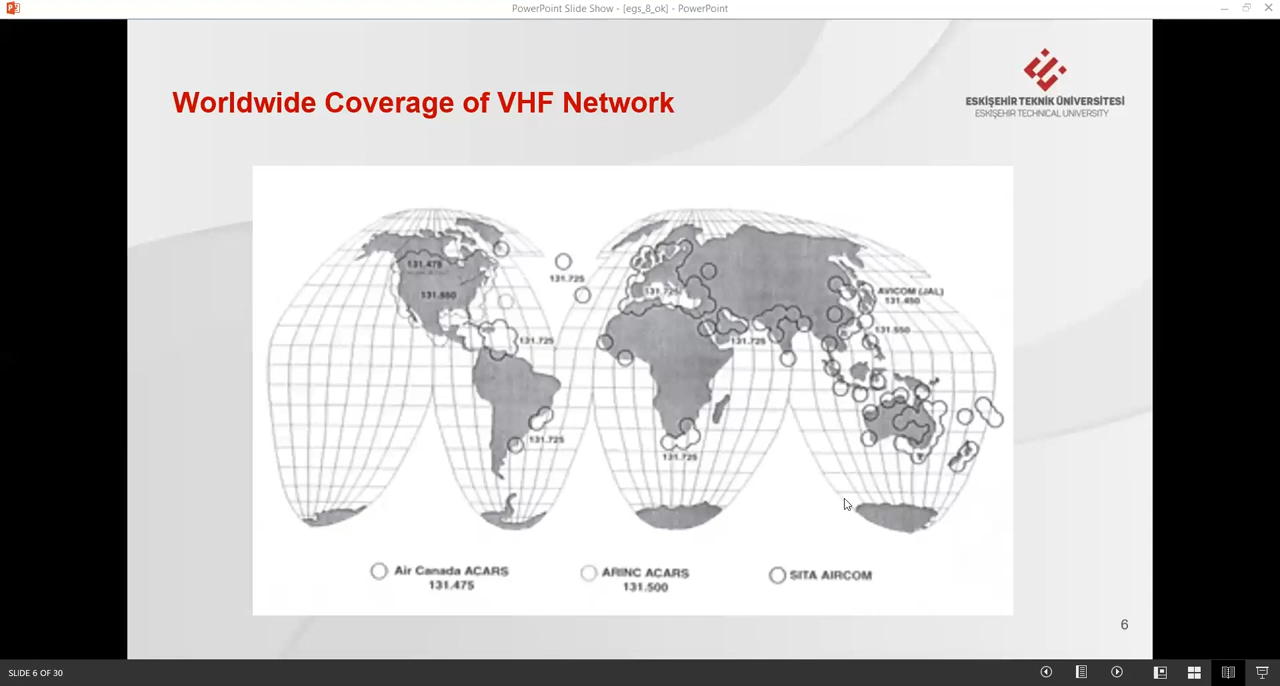 PowerPoint Slide Show - [egs_8_ok] - PowerPoint
Worldwide Coverage of VHF Network
ESKİŞEHİR TEKNİK ÜNİVERSİTESİ
ESKİŞEHİR TECHNICAL UNIVERSITY
131.475
131.725
131.725
AVICOM (JAL)
131.450
131.550
131.725
131.725
131.725
131.725
Air Canada ACARS
131.475
ARINC ACARS
131.500
SITA AIRCOM
6
SLIDE 6 OF 30